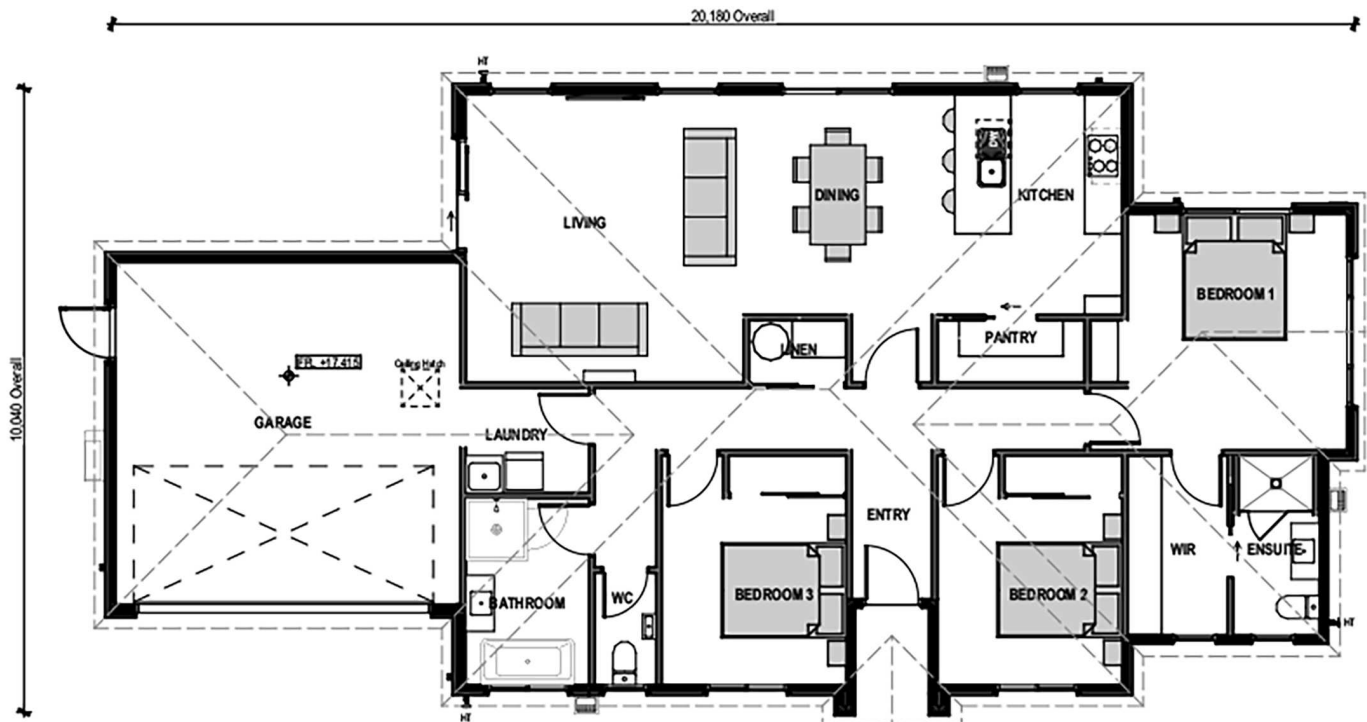 20,180 Overall
HT
10,040 Overall
LIVING
DINING
KITCHEN
BEDROOM 1
LINEN
PANTRY
FFL +17.415
Ceiling Hatch
GARAGE
LAUNDRY
ENTRY
WIR
ENSUITE
BATHROOM
WC
BEDROOM 3
BEDROOM 2
HT
HT